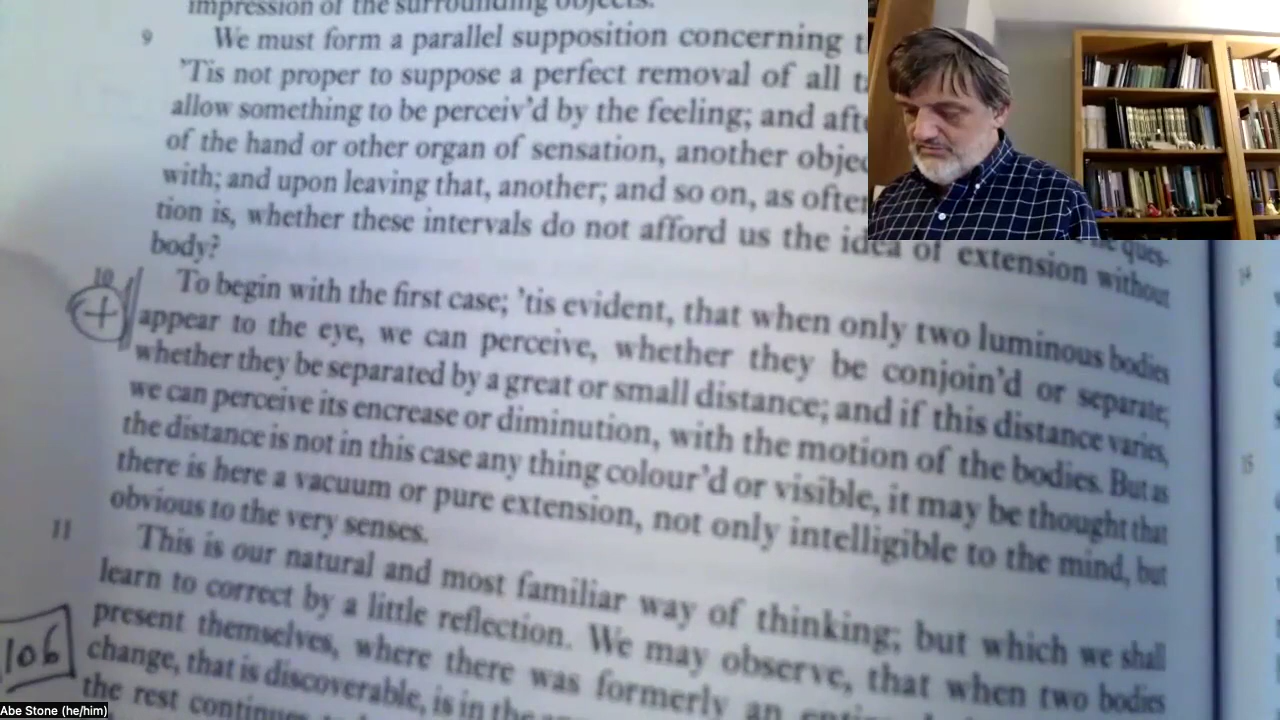 impression of the surrounding objects.
9 We must form a parallel supposition concerning
'Tis not proper to suppose a perfect removal of all
allow something to be perceiv'd by the feeling; and
of the hand or other organ of sensation, another
with; and upon leaving that, another; and so on, as
tion is, whether these intervals do not afford us the idea of extension without
body?
10 To begin with the first case; 'tis evident, that when only two luminous bodies
appear to the eye, we can perceive, whether they be conjoin'd or separate;
whether they be separated by a great or small distance; and if this distance varies,
we can perceive its encrease or diminution, with the motion of the bodies. But as
the distance is not in this case any thing colour'd or visible, it may be thought that
there is here a vacuum or pure extension, not only intelligible to the mind, but
obvious to the very senses.
11 This is our natural and most familiar way of thinking; but which we shall
learn to correct by a little reflection. We may observe, that when two bodies
present themselves, where there was formerly an
change, that is discoverable, is in the
the rest
106
14
15
Abe Stone (he/him)